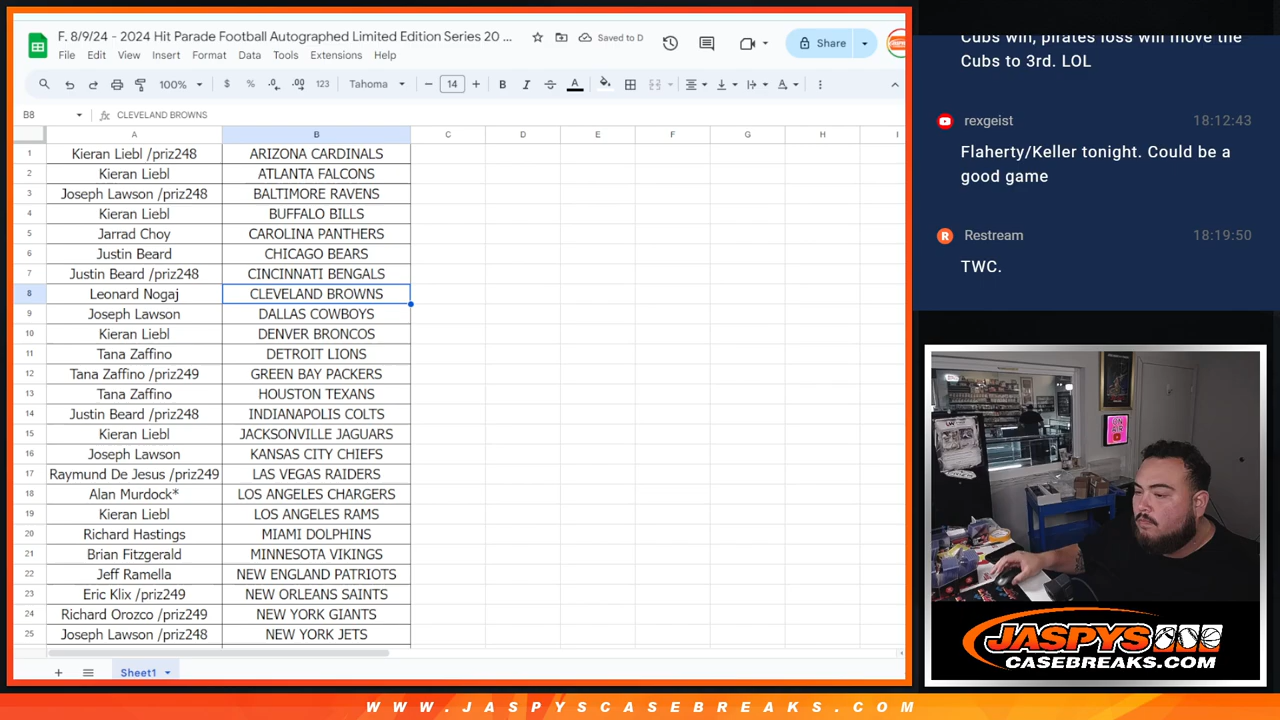 F. 8/9/24 - 2024 Hit Parade Football Autographed Limited Edition Series 20 ...
Saved to D
Share
File Edit View Insert Format Data Tools Extensions Help
100% $ % .0 .00 123 Tahoma 14 B I A
B8 fx CLEVELAND BROWNS
A B C D E F G H I
1 Kieran Liebl /priz248 ARIZONA CARDINALS
2 Kieran Liebl ATLANTA FALCONS
3 Joseph Lawson /priz248 BALTIMORE RAVENS
4 Kieran Liebl BUFFALO BILLS
5 Jarrad Choy CAROLINA PANTHERS
6 Justin Beard CHICAGO BEARS
7 Justin Beard /priz248 CINCINNATI BENGALS
8 Leonard Nogaj CLEVELAND BROWNS
9 Joseph Lawson DALLAS COWBOYS
10 Kieran Liebl DENVER BRONCOS
11 Tana Zaffino DETROIT LIONS
12 Tana Zaffino /priz249 GREEN BAY PACKERS
13 Tana Zaffino HOUSTON TEXANS
14 Justin Beard /priz248 INDIANAPOLIS COLTS
15 Kieran Liebl JACKSONVILLE JAGUARS
16 Joseph Lawson KANSAS CITY CHIEFS
17 Raymund De Jesus /priz249 LAS VEGAS RAIDERS
18 Alan Murdock* LOS ANGELES CHARGERS
19 Kieran Liebl LOS ANGELES RAMS
20 Richard Hastings MIAMI DOLPHINS
21 Brian Fitzgerald MINNESOTA VIKINGS
22 Jeff Ramella NEW ENGLAND PATRIOTS
23 Eric Klix /priz249 NEW ORLEANS SAINTS
24 Richard Orozco /priz249 NEW YORK GIANTS
25 Joseph Lawson /priz248 NEW YORK JETS
Sheet1
Cubs win, pirates loss will move the
Cubs to 3rd. LOL
rexgeist 18:12:43
Flaherty/Keller tonight. Could be a
good game
Restream 18:19:50
TWC.
JASPYS
CASEBREAKS.COM
WWW.JASPYSCASEBREAKS.COM